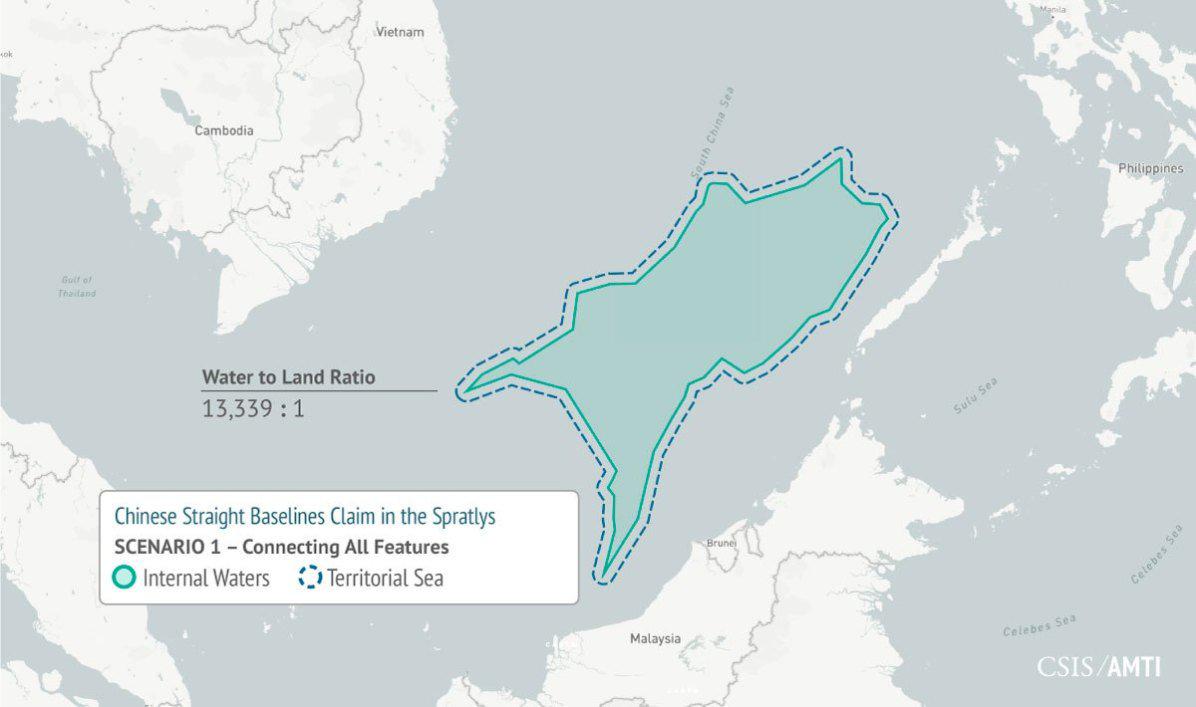 Manila
Vietnam
kok
Cambodia
South China Sea
Philippines
Gulf of
Thailand
Water to Land Ratio
13,339 : 1
Sulu Sea
Chinese Straight Baselines Claim in the Spratlys
SCENARIO 1 – Connecting All Features
Internal Waters
Territorial Sea
Brunei
Celebes Sea
Celebes Sea
Malaysia
CSIS/AMTI